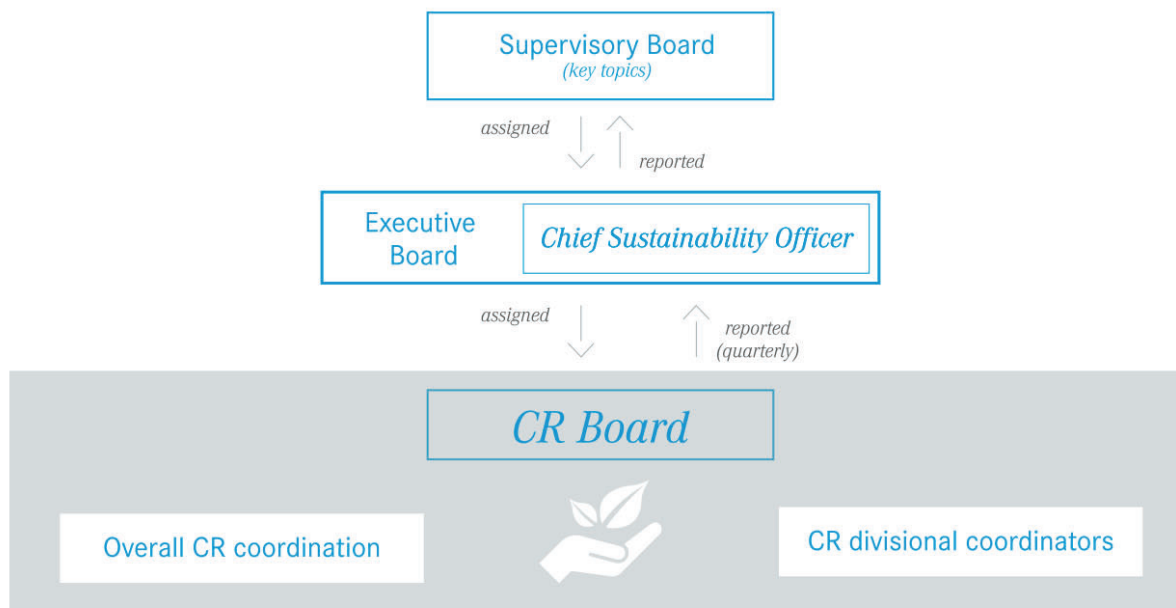 Supervisory Board
(key topics)
assigned
reported
Executive
Board
Chief Sustainability Officer
assigned
reported
(quarterly)
CR Board
Overall CR coordination
CR divisional coordinators